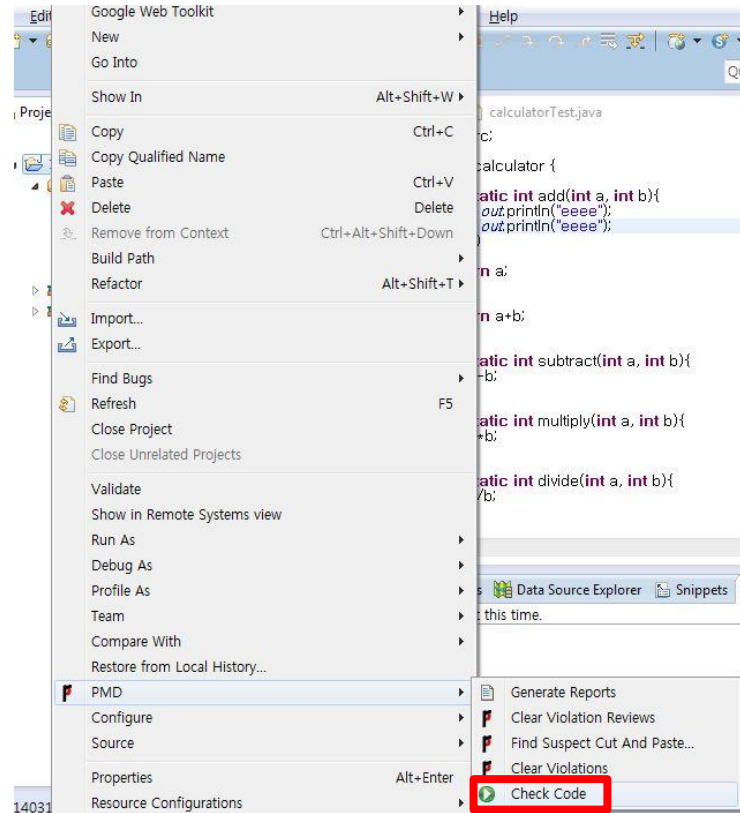 Edit
Help
Google Web Toolkit
New
Go Into
Show In Alt+Shift+W
Copy Ctrl+C
Copy Qualified Name
Paste Ctrl+V
Delete Delete
Remove from Context Ctrl+Alt+Shift+Down
Build Path
Refactor Alt+Shift+T
Import...
Export...
Find Bugs
Refresh F5
Close Project
Close Unrelated Projects
Validate
Show in Remote Systems view
Run As
Debug As
Profile As
Team
Compare With
Restore from Local History...
PMD
Configure
Source
Properties Alt+Enter
Resource Configurations
Generate Reports
Clear Violation Reviews
Find Suspect Cut And Paste...
Clear Violations
Check Code
Proje
calculatorTest.java
rc;
calculator {
atic int add(int a, int b){
out.println("eeee");
out.println("eeee");
)
rn a;
rn a+b;
atic int subtract(int a, int b){
-b;
atic int multiply(int a, int b){
*b;
atic int divide(int a, int b){
/b;
s Data Source Explorer Snippets
t this time.
14031